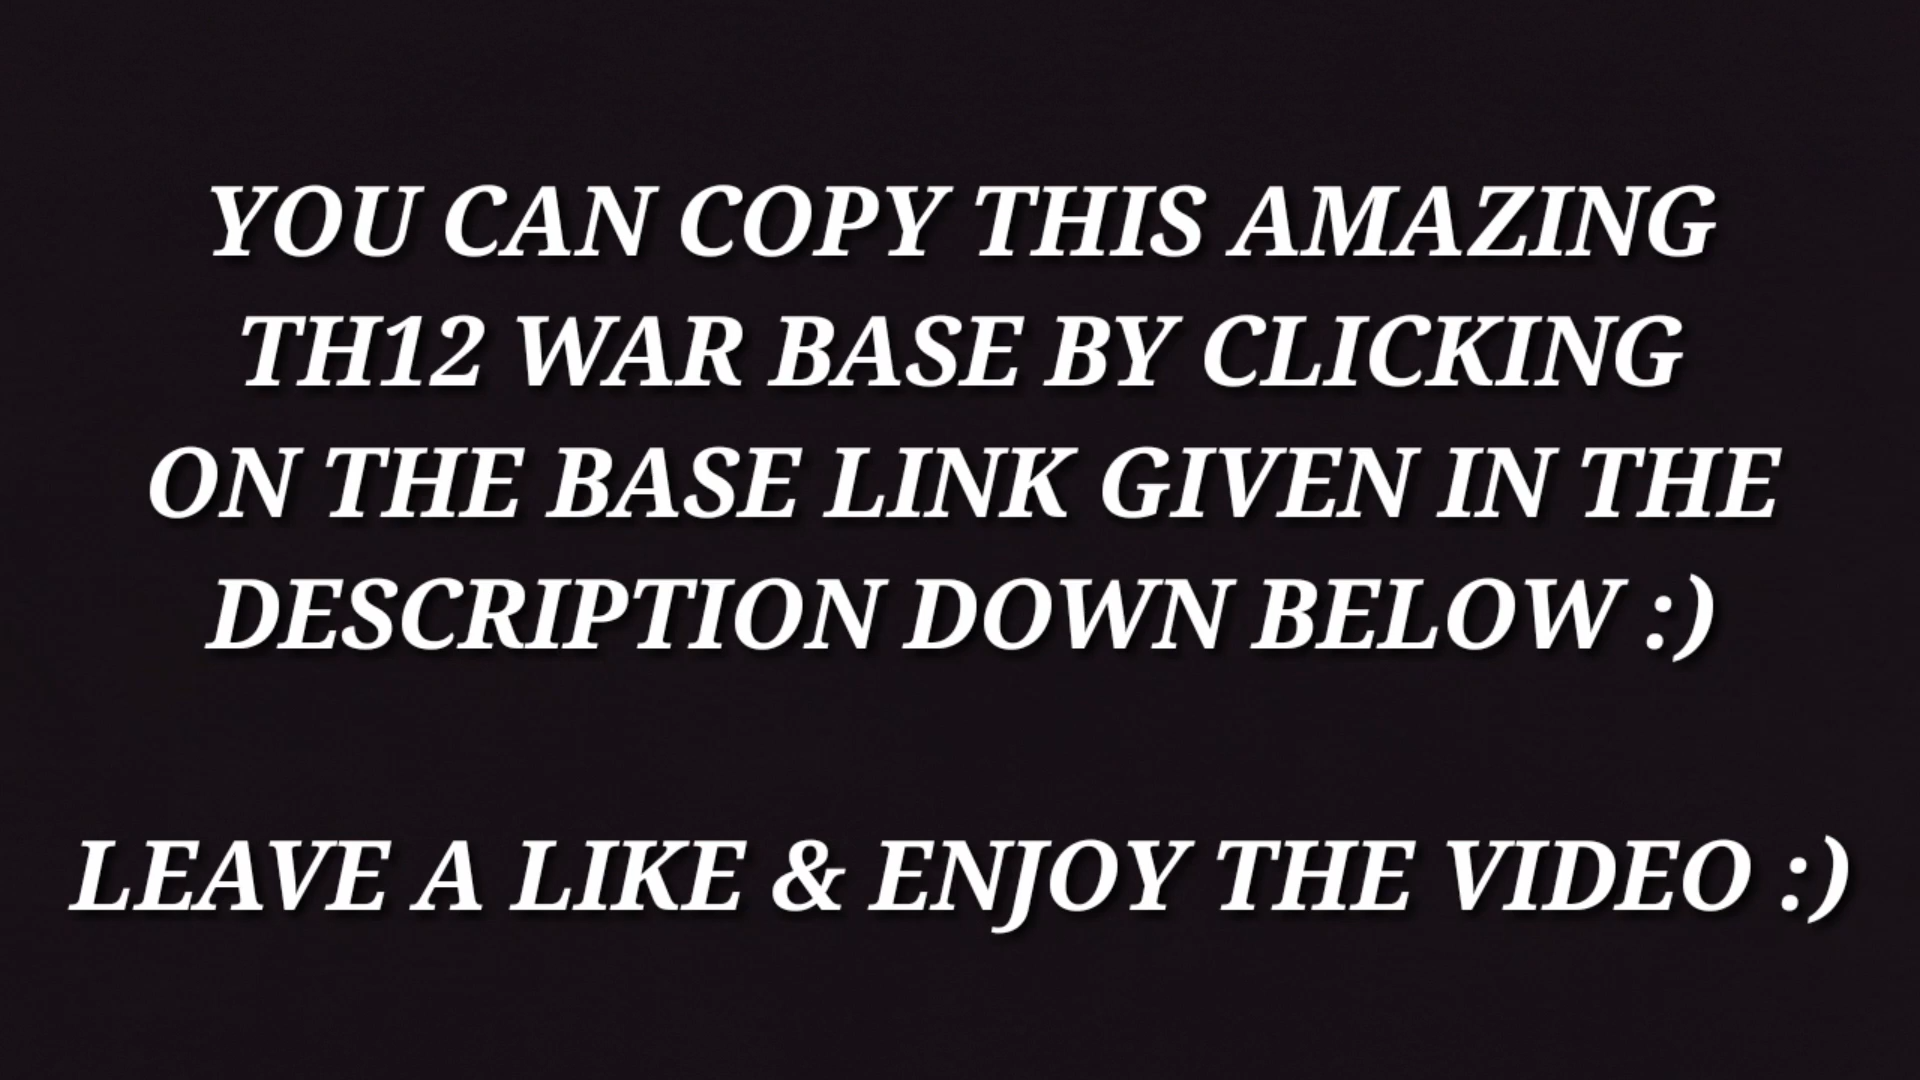 YOU CAN COPY THIS AMAZING
TH12 WAR BASE BY CLICKING
ON THE BASE LINK GIVEN IN THE
DESCRIPTION DOWN BELOW :)
LEAVE A LIKE & ENJOY THE VIDEO :)